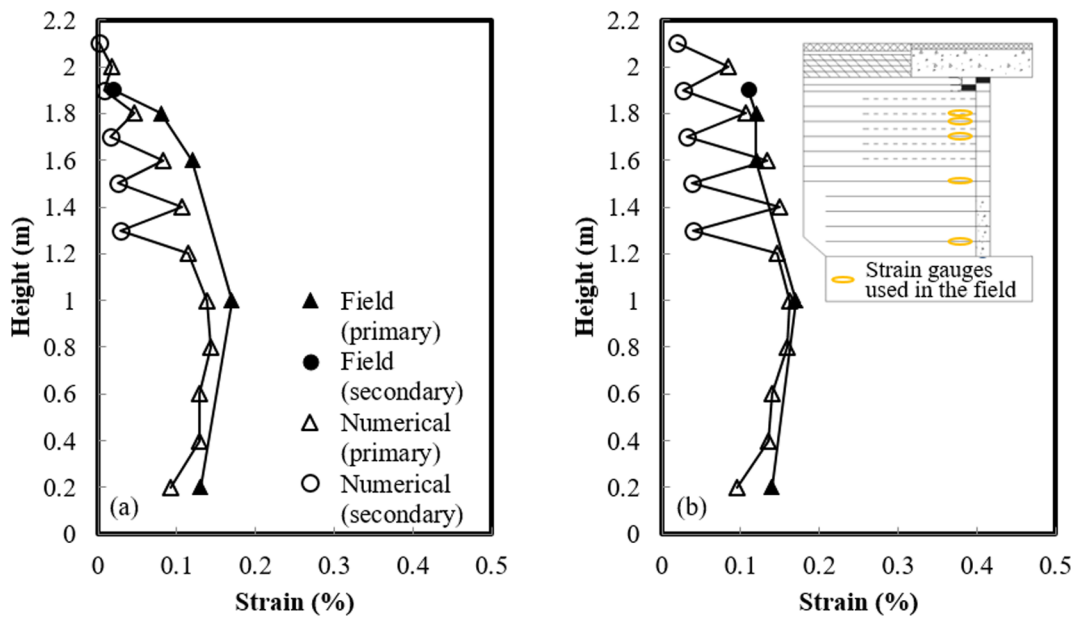 2.2
2
1.8
1.6
1.4
1.2
1
0.8
0.6
0.4
0.2
0
Height (m)
Field
(primary)
Field
(secondary)
Numerical
(primary)
Numerical
(secondary)
(a)
0 0.1 0.2 0.3 0.4 0.5
Strain (%)
2.2
2
1.8
1.6
1.4
1.2
1
0.8
0.6
0.4
0.2
0
Height (m)
Strain gauges
used in the field
(b)
0 0.1 0.2 0.3 0.4 0.5
Strain (%)